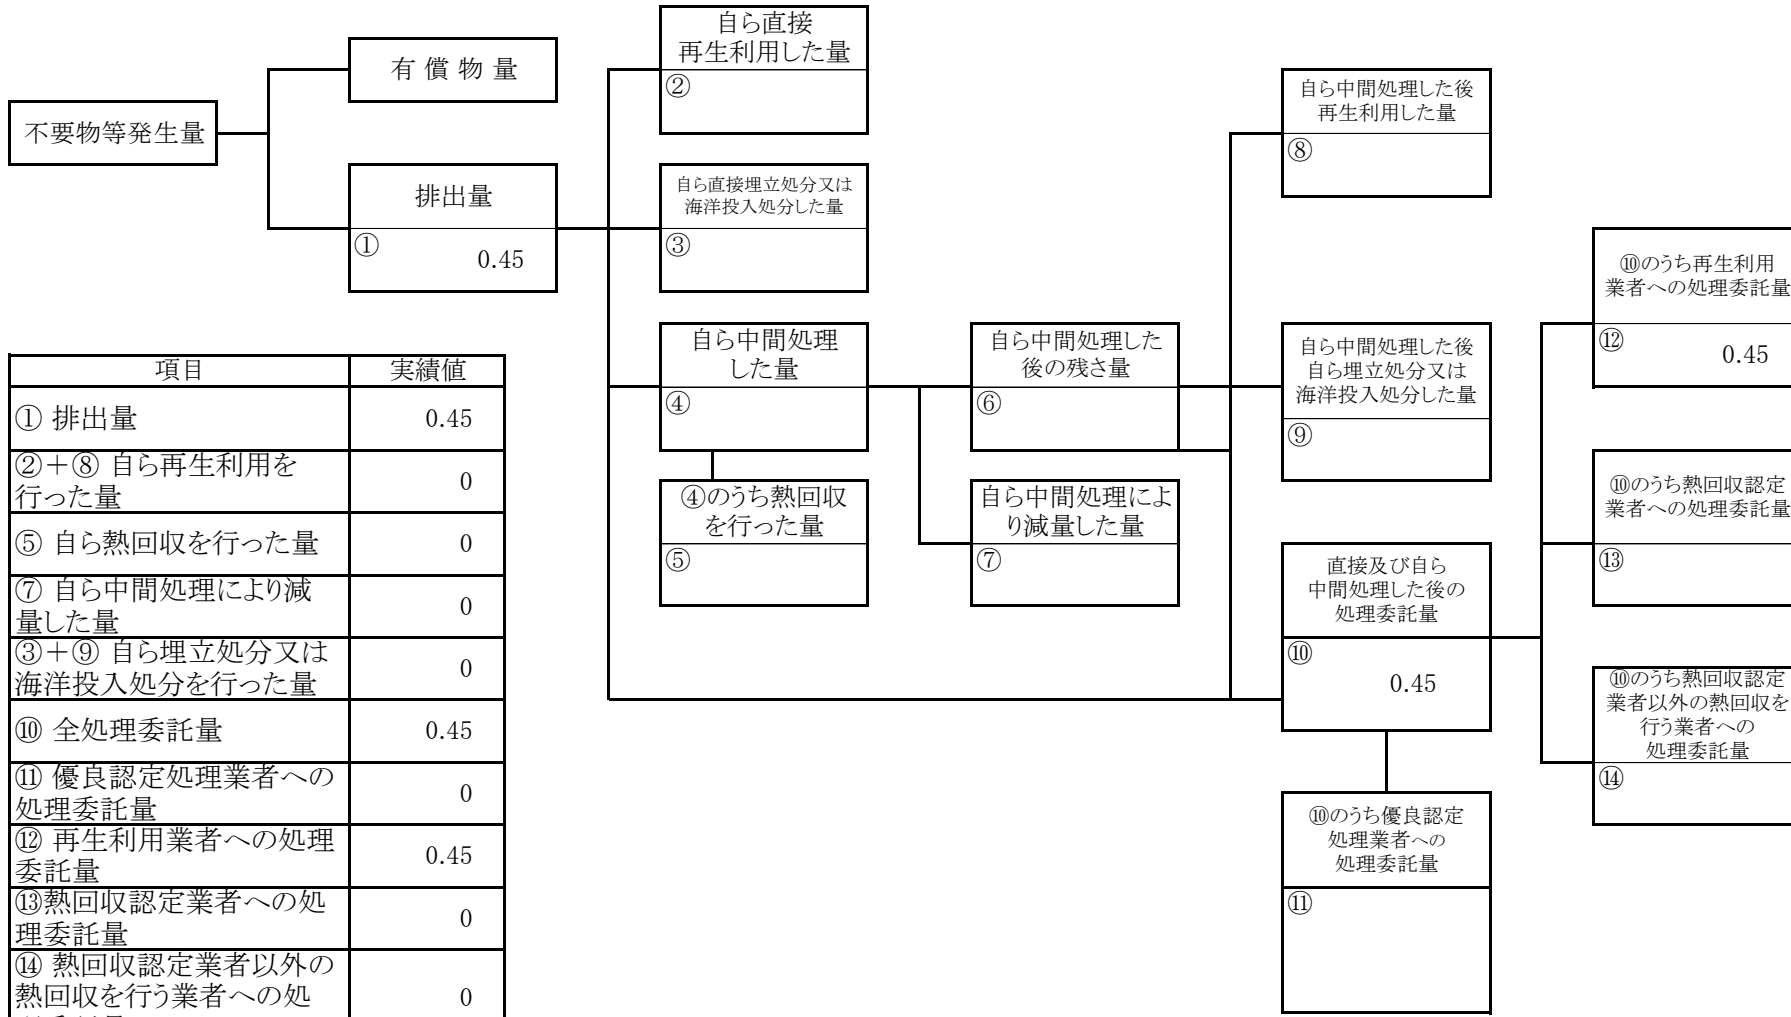 不要物等発生量
有 償 物 量
排出量
①
0.45
自ら直接
再生利用した量
②
自ら直接埋立処分又は
海洋投入処分した量
③
自ら中間処理
した量
④
④のうち熱回収
を行った量
⑤
自ら中間処理した
後の残さ量
⑥
自ら中間処理によ
り減量した量
⑦
自ら中間処理した後
再生利用した量
⑧
自ら中間処理した後
自ら埋立処分又は
海洋投入処分した量
⑨
直接及び自ら
中間処理した後の
処理委託量
⑩
0.45
⑩のうち優良認定
処理業者への
処理委託量
⑪
⑩のうち再生利用
業者への処理委託量
⑫
0.45
⑩のうち熱回収認定
業者への処理委託量
⑬
⑩のうち熱回収認定
業者以外の熱回収を
行う業者への
処理委託量
⑭
項目 実績値
① 排出量 0.45
②＋⑧ 自ら再生利用を
行った量 0
⑤ 自ら熱回収を行った量 0
⑦ 自ら中間処理により減
量した量 0
③＋⑨ 自ら埋立処分又は
海洋投入処分を行った量 0
⑩ 全処理委託量 0.45
⑪ 優良認定処理業者への
処理委託量 0
⑫ 再生利用業者への処理
委託量 0.45
⑬熱回収認定業者への処
理委託量 0
⑭ 熱回収認定業者以外の
熱回収を行う業者への処 0